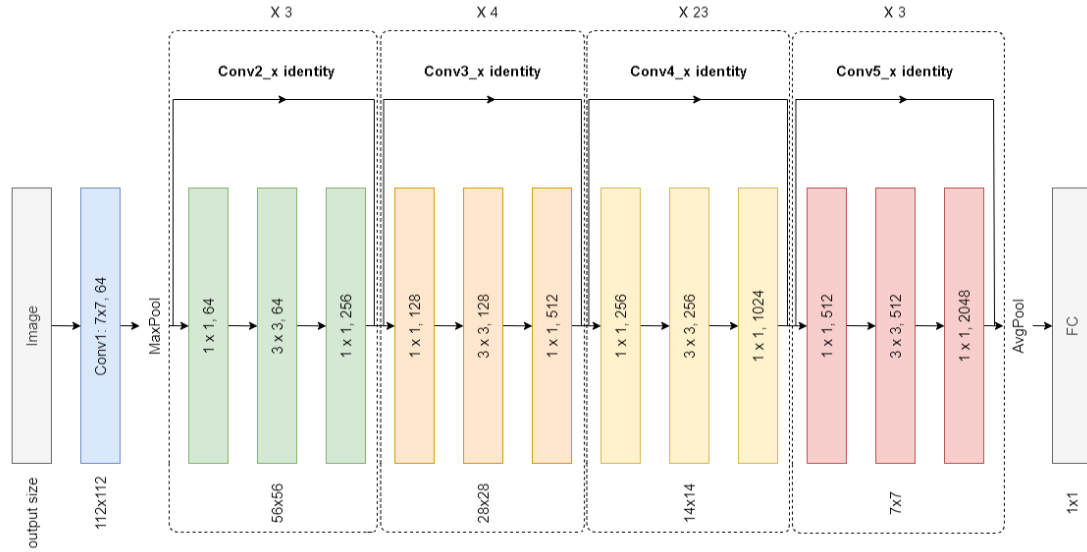 X 3
X 4
X 23
X 3
Conv2_x identity
Conv3_x identity
Conv4_x identity
Conv5_x identity
Image
Conv1: 7x7, 64
MaxPool
1 x 1, 64
3 x 3, 64
1 x 1, 256
1 x 1, 128
3 x 3, 128
1 x 1, 512
1 x 1, 256
3 x 3, 256
1 x 1, 1024
1 x 1, 512
3 x 3, 512
1 x 1, 2048
AvgPool
FC
output size
112x112
56x56
28x28
14x14
7x7
1x1